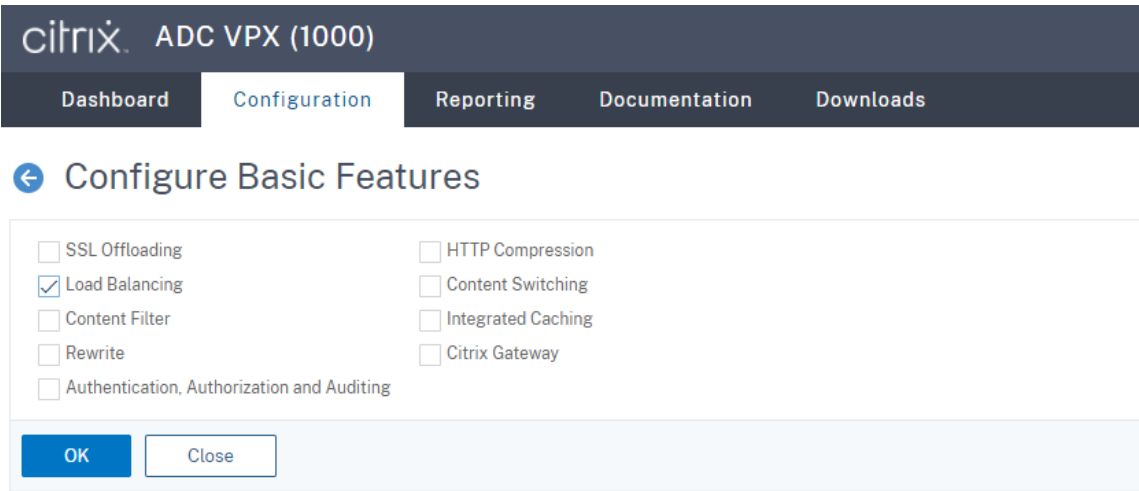 citrix. ADC VPX (1000)
Dashboard Configuration Reporting Documentation Downloads
Configure Basic Features
SSL Offloading HTTP Compression
Load Balancing Content Switching
Content Filter Integrated Caching
Rewrite Citrix Gateway
Authentication, Authorization and Auditing
OK Close